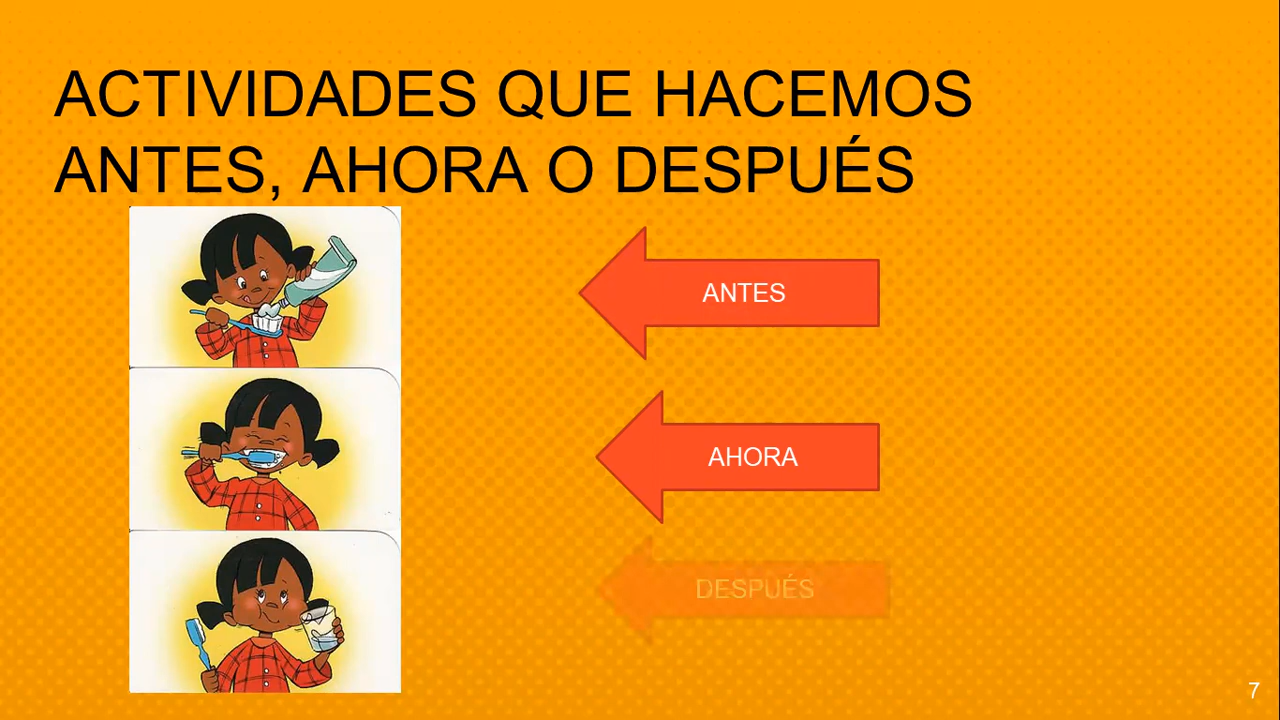 ACTIVIDADES QUE HACEMOS
ANTES, AHORA O DESPUÉS
ANTES
AHORA
DESPUÉS
7